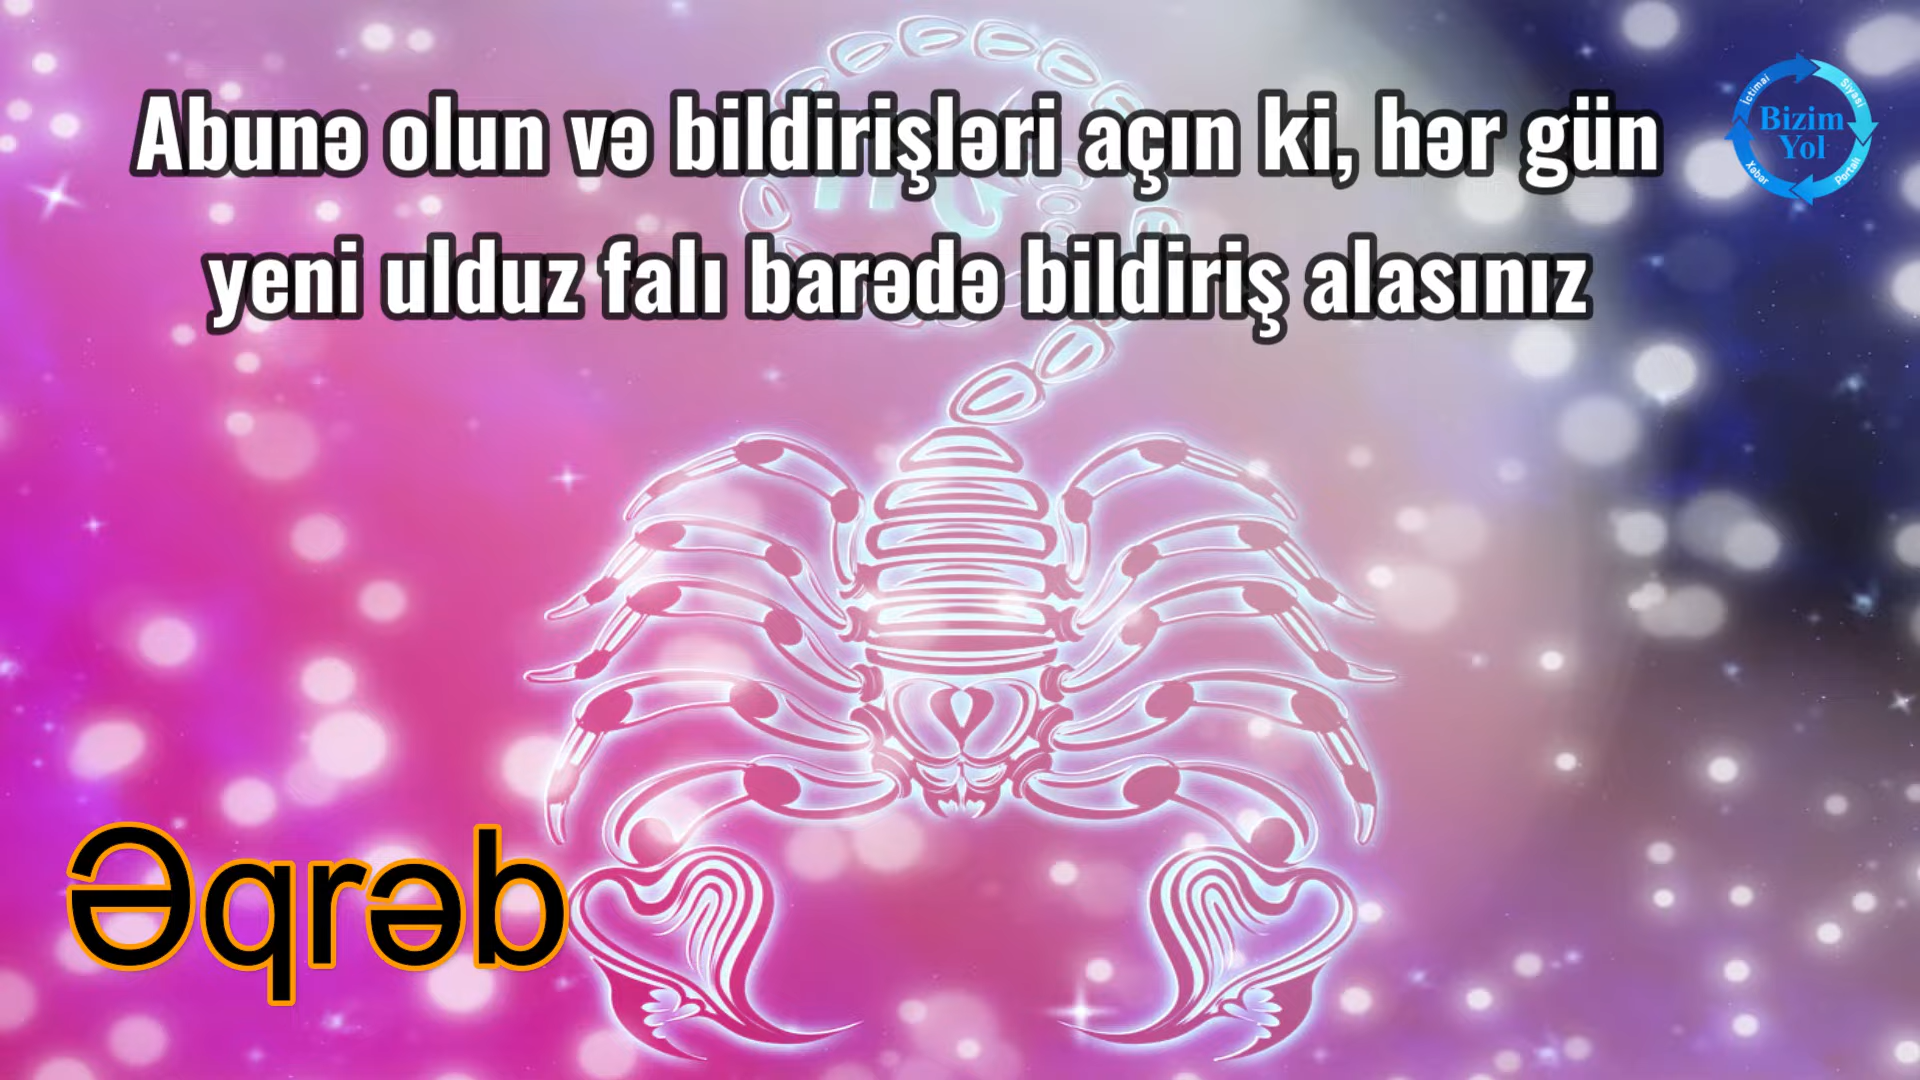 Abunə olun və bildirişləri açın ki, hər gün
yeni ulduz falı barədə bildiriş alasınız
İctimai
Siyasi
Bizim
Yol
Xəbər
Portalı
Əqrəb